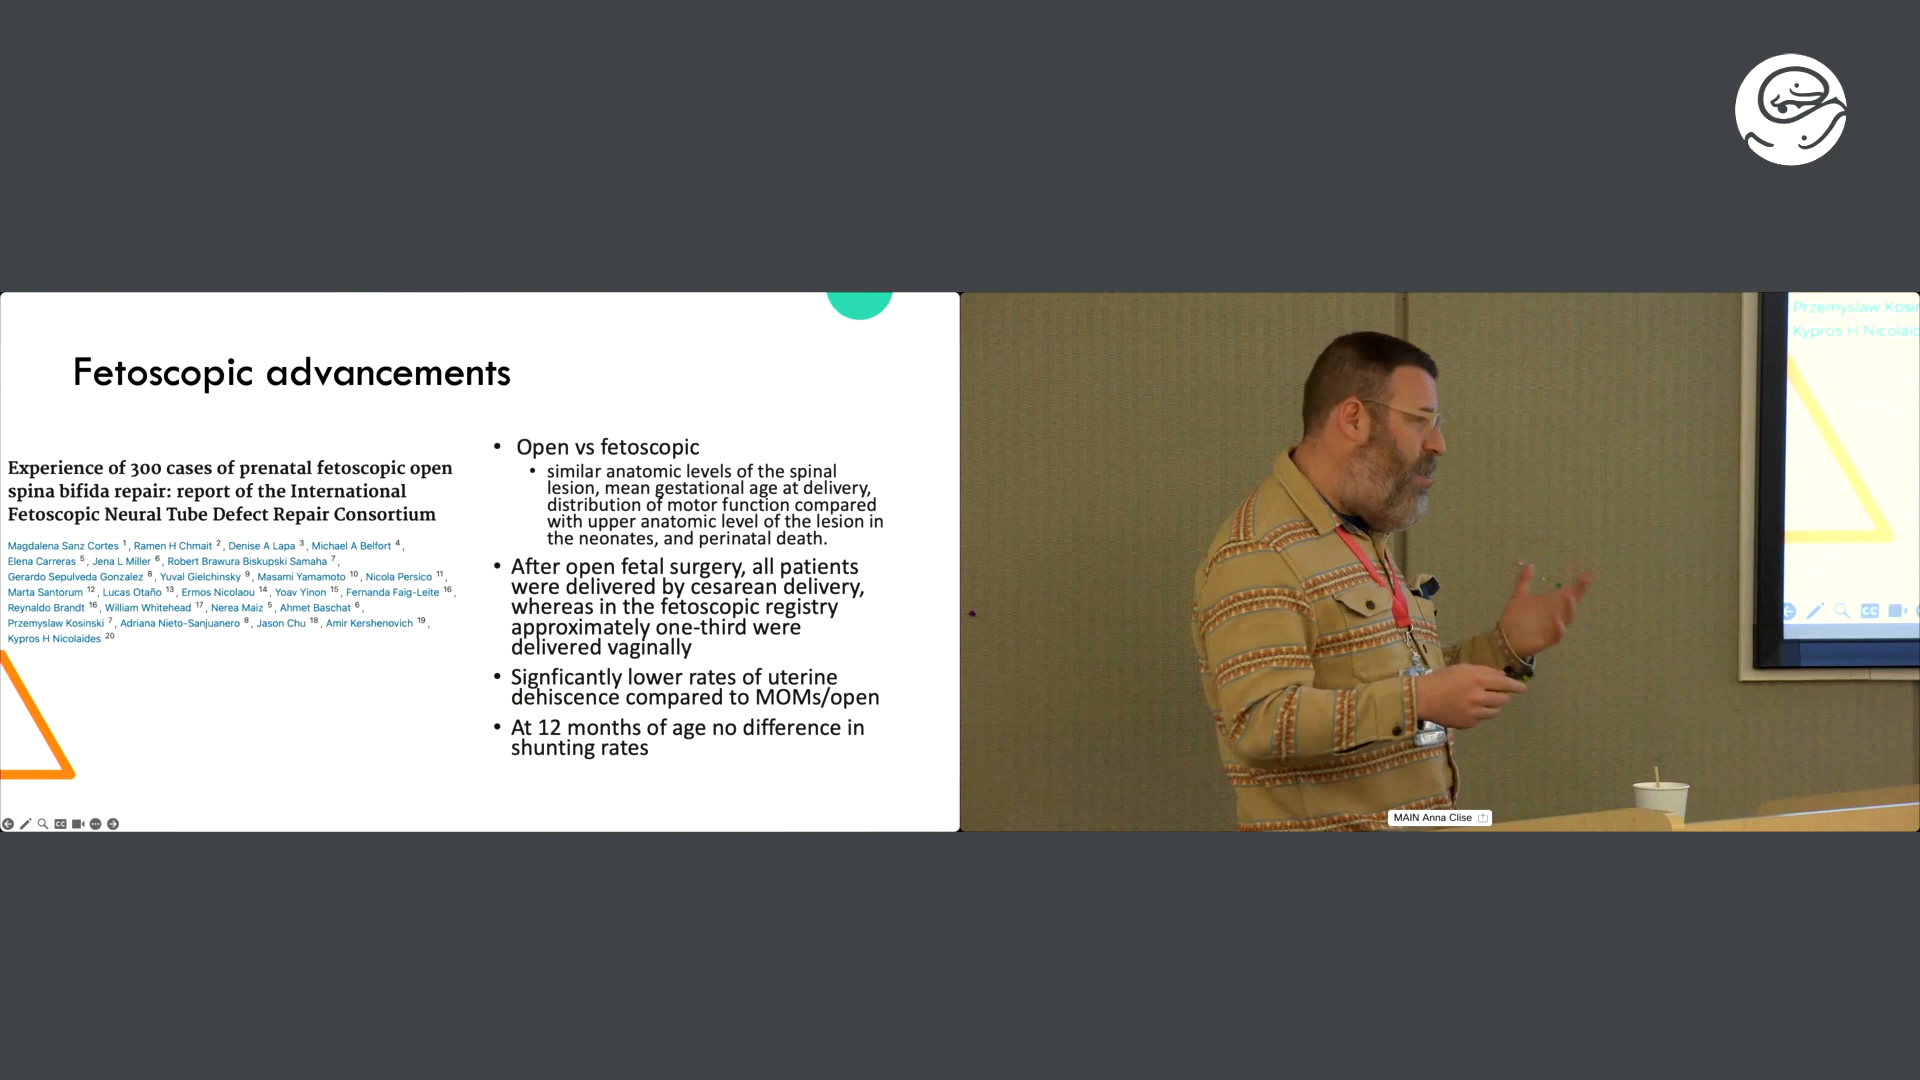 Fetoscopic advancements
Experience of 300 cases of prenatal fetoscopic open
spina bifida repair: report of the International
Fetoscopic Neural Tube Defect Repair Consortium
Magdalena Sanz Cortes 1, Ramen H Chmait 2, Denise A Lapa 3, Michael A Belfort 4,
Elena Carreras 5, Jena L Miller 6, Robert Brawura Biskupski Samaha 7,
Gerardo Sepulveda Gonzalez 8, Yuval Gielchinsky 9, Masami Yamamoto 10, Nicola Persico 11,
Marta Santorum 12, Lucas Otaño 13, Ermos Nicolaou 14, Yoav Yinon 15, Fernanda Faig-Leite 16,
Reynaldo Brandt 16, William Whitehead 17, Nerea Maiz 5, Ahmet Baschat 6,
Przemyslaw Kosinski 7, Adriana Nieto-Sanjuanero 8, Jason Chu 18, Amir Kershenovich 19,
Kypros H Nicolaides 20
• Open vs fetoscopic
• similar anatomic levels of the spinal
lesion, mean gestational age at delivery,
distribution of motor function compared
with upper anatomic level of the lesion in
the neonates, and perinatal death.
• After open fetal surgery, all patients
were delivered by cesarean delivery,
whereas in the fetoscopic registry
approximately one-third were
delivered vaginally
• Signficantly lower rates of uterine
dehiscence compared to MOMs/open
• At 12 months of age no difference in
shunting rates
CC
Przemyslaw Kosin
Kypros H Nicolaid
CC
MAIN Anna Clise